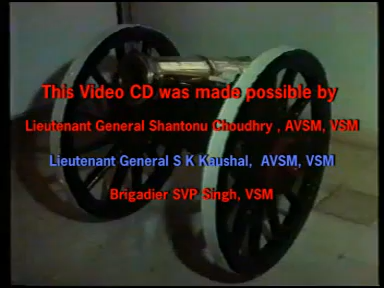 This Video CD was made possible by
Lieutenant General Shantonu Choudhry , AVSM, VSM
Lieutenant General S K Kaushal, AVSM, VSM
Brigadier SVP Singh, VSM